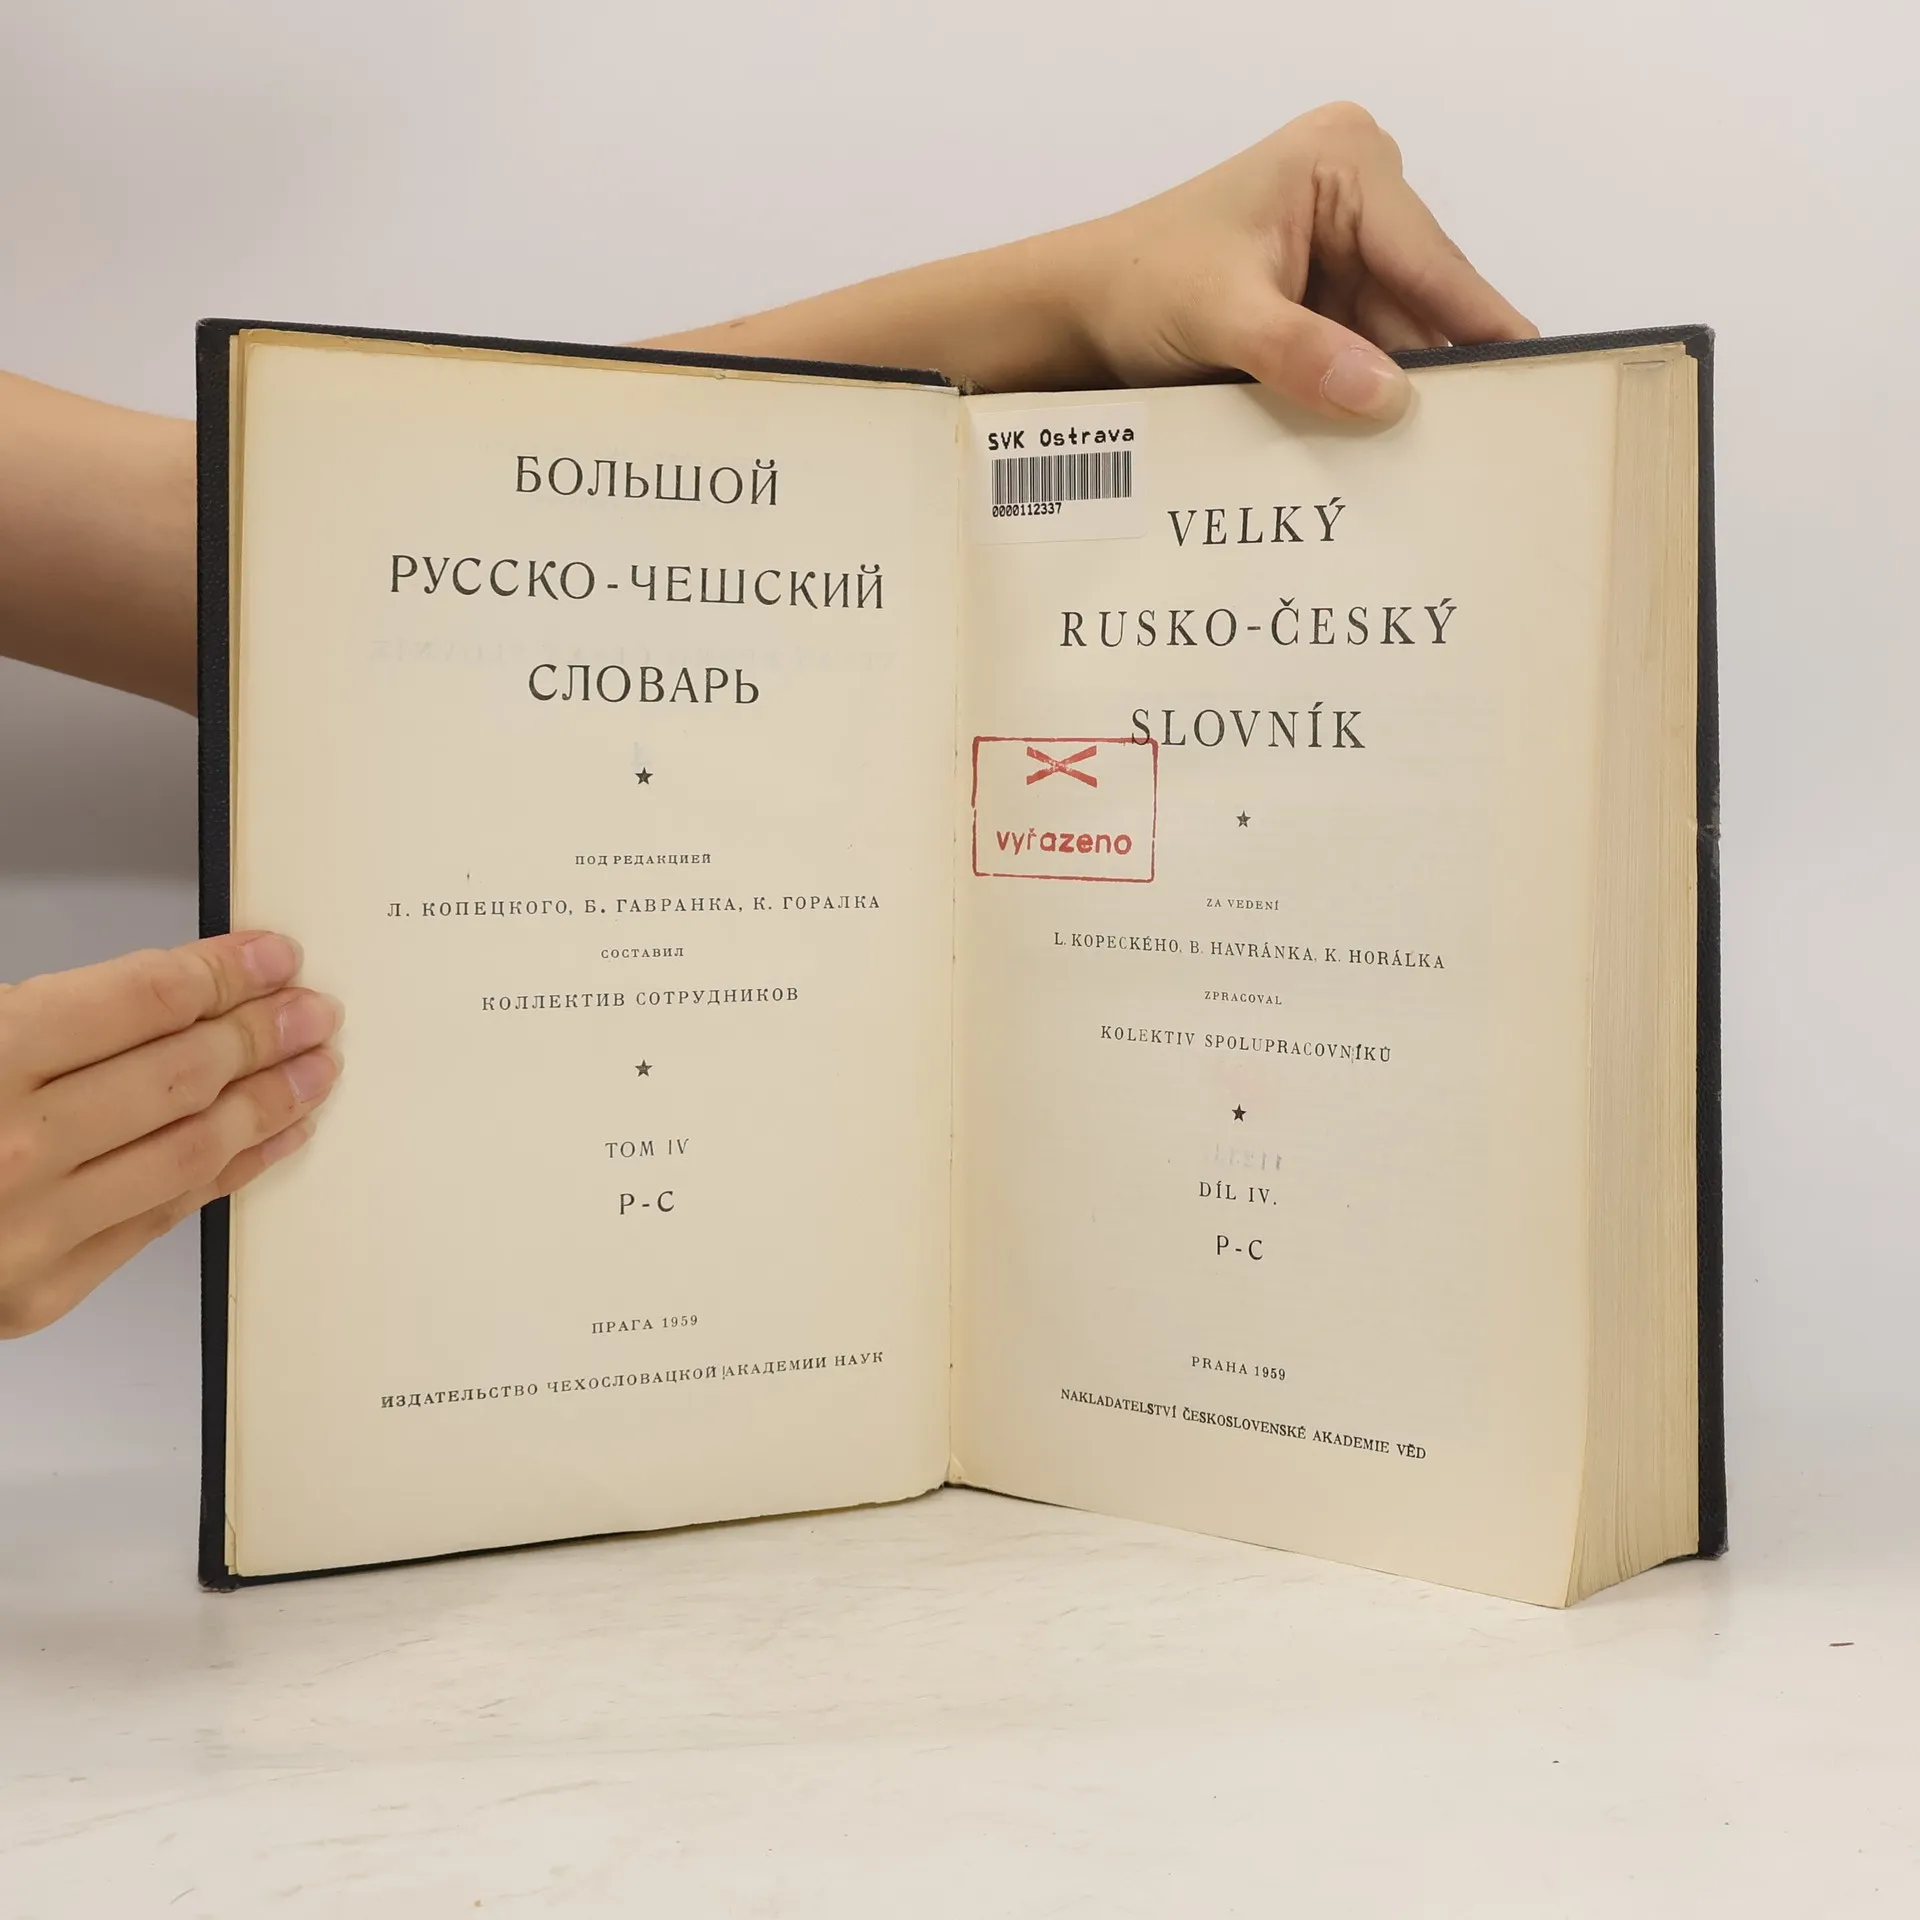 БОЛЬШОЙ
РУССКО-ЧЕШСКИЙ
СЛОВАРЬ
ПОД РЕДАКЦИЕЙ
Л. КОПЕЦКОГО, Б. ГАВРАНКА, К. ГОРАЛКА
СОСТАВИЛ
КОЛЛЕКТИВ СОТРУДНИКОВ
ТОМ IV
Р-С
ПРАГА 1959
ИЗДАТЕЛЬСТВО ЧЕХОСЛОВАЦКОЙ АКАДЕМИИ НАУК
SVK Ostrava
0000112337
VELKÝ
RUSKO-ČESKÝ
SLOVNÍK
vyřazeno
ZA VEDENÍ
L. KOPECKÉHO, B. HAVRÁNKA, K. HORÁLKA
ZPRACOVAL
KOLEKTIV SPOLUPRACOVNÍKŮ
DÍL IV.
Р-С
PRAHA 1959
NAKLADATELSTVÍ ČESKOSLOVENSKÉ AKADEMIE VĚD